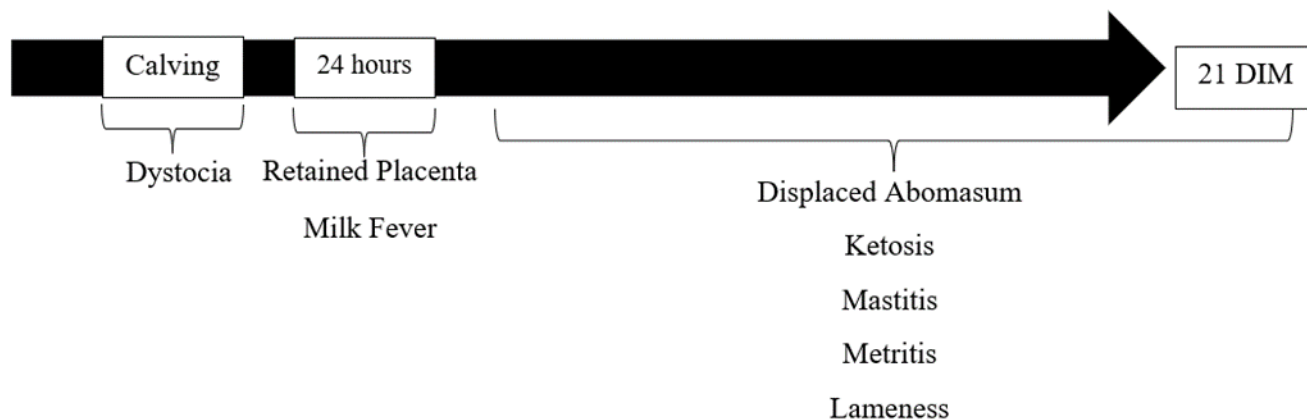 Calving
24 hours
21 DIM
Dystocia
Retained Placenta
Milk Fever
Displaced Abomasum
Ketosis
Mastitis
Metritis
Lameness